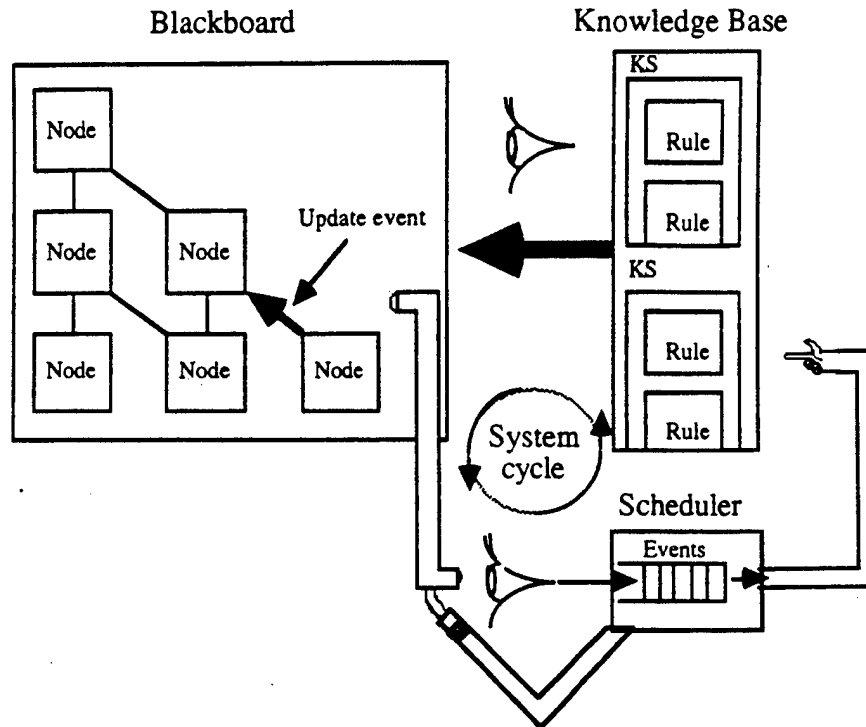 Blackboard
Node
Node
Node
Update event
Node
Node
Node
Knowledge Base
KS
Rule
Rule
KS
Rule
Rule
System
cycle
Scheduler
Events